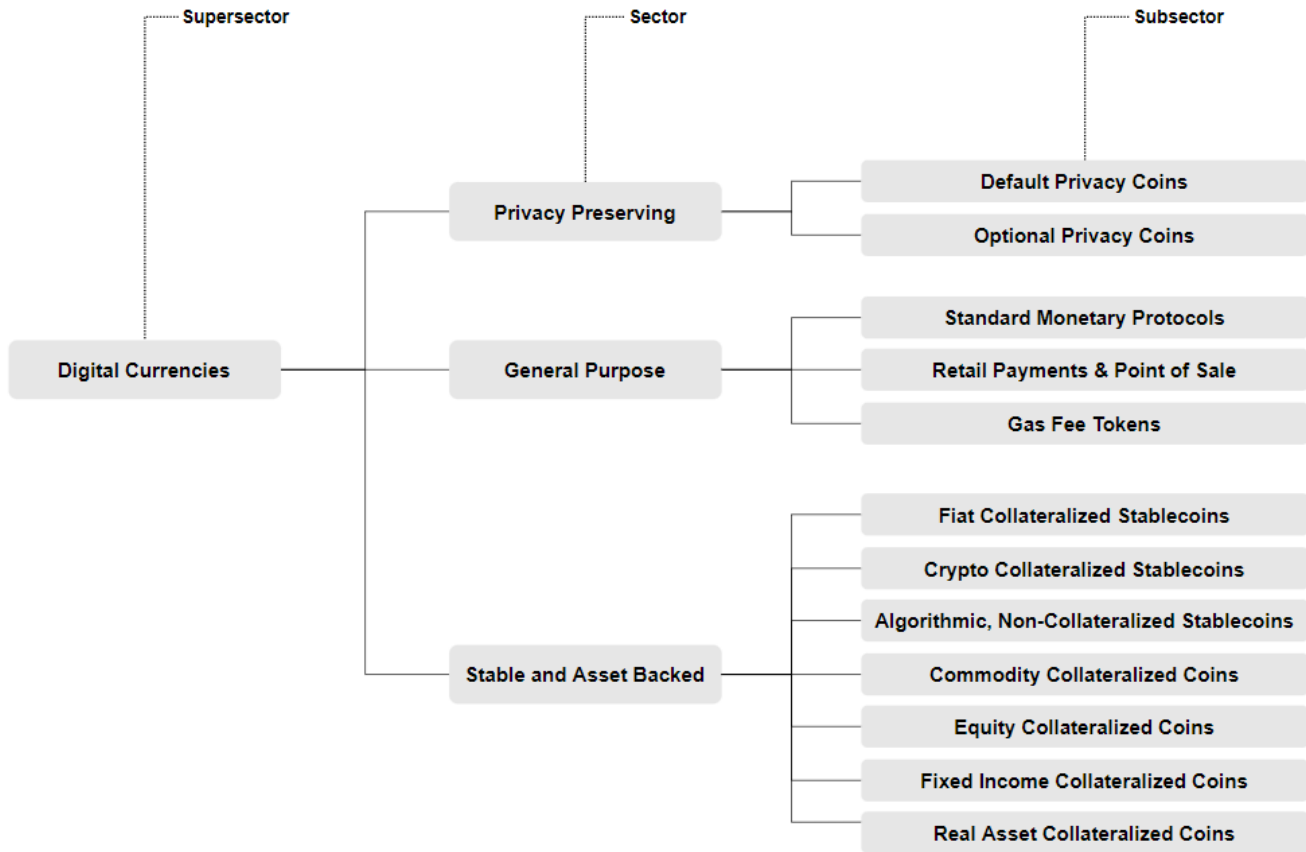 Supersector
Sector
Subsector
Default Privacy Coins
Privacy Preserving
Optional Privacy Coins
Standard Monetary Protocols
Digital Currencies
General Purpose
Retail Payments & Point of Sale
Gas Fee Tokens
Fiat Collateralized Stablecoins
Crypto Collateralized Stablecoins
Algorithmic, Non-Collateralized Stablecoins
Stable and Asset Backed
Commodity Collateralized Coins
Equity Collateralized Coins
Fixed Income Collateralized Coins
Real Asset Collateralized Coins